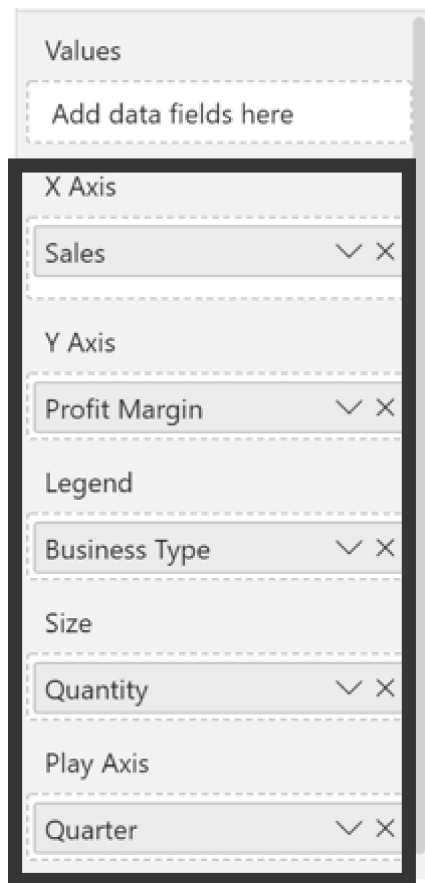 Values
Add data fields here
X Axis
Sales
Y Axis
Profit Margin
Legend
Business Type
Size
Quantity
Play Axis
Quarter